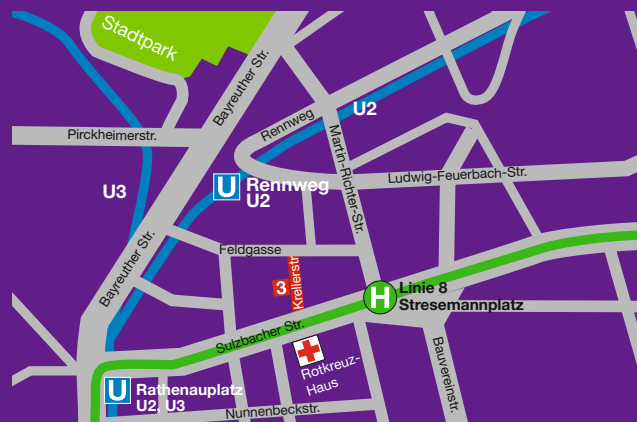 Stadtpark
Bayreuther Str.
Rennweg
U2
Pirckheimerstr.
Martin-Richter-Str.
Ludwig-Feuerbach-Str.
U3
U
Rennweg
U2
Bayreuther Str.
Feldgasse
3
Krellerstr.
H
Linie 8
Stresemannplatz
Sulzbacher Str.
Rotkreuz-
Haus
Bauvereinstr.
U
Rathenauplatz
U2, U3
Nunnenbeckstr.